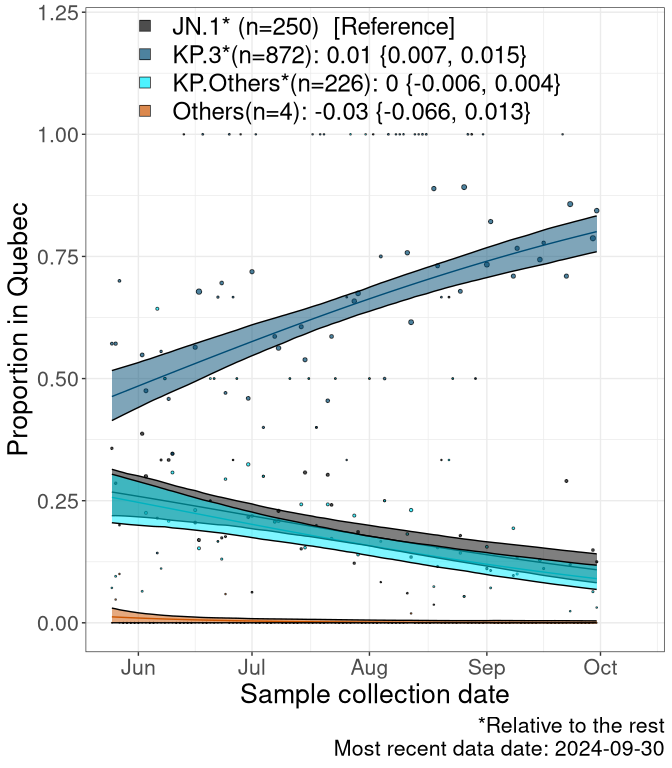 JN.1* (n=250)  [Reference]
KP.3*(n=872): 0.01 {0.007, 0.015}
KP.Others*(n=226): 0 {-0.006, 0.004}
Others(n=4): -0.03 {-0.066, 0.013}
1.25
1.00
0.75
0.50
0.25
0.00
Proportion in Quebec
Jun Jul Aug Sep Oct
Sample collection date
*Relative to the rest
Most recent data date: 2024-09-30